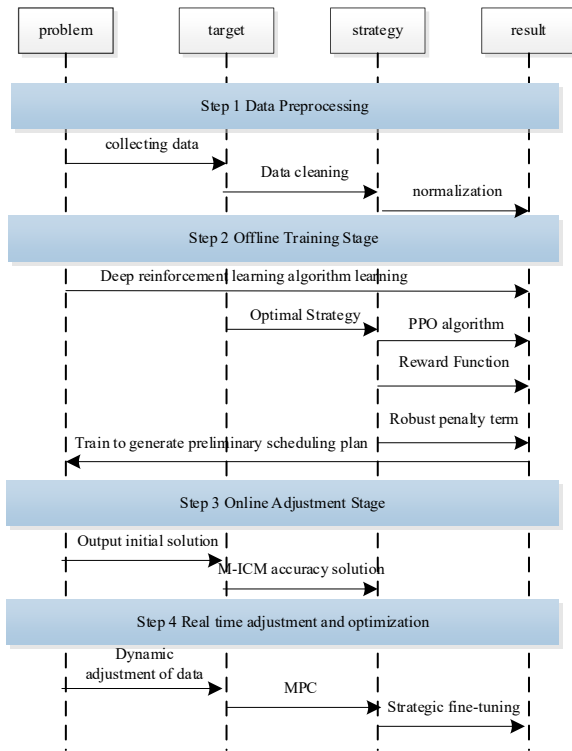 problem
target
strategy
result
Step 1 Data Preprocessing
collecting data
Data cleaning
normalization
Step 2 Offline Training Stage
Deep reinforcement learning algorithm learning
Optimal Strategy
PPO algorithm
Reward Function
Robust penalty term
Train to generate preliminary scheduling plan
Step 3 Online Adjustment Stage
Output initial solution
M-ICM accuracy solution
Step 4 Real time adjustment and optimization
Dynamic
adjustment of data
MPC
Strategic fine-tuning